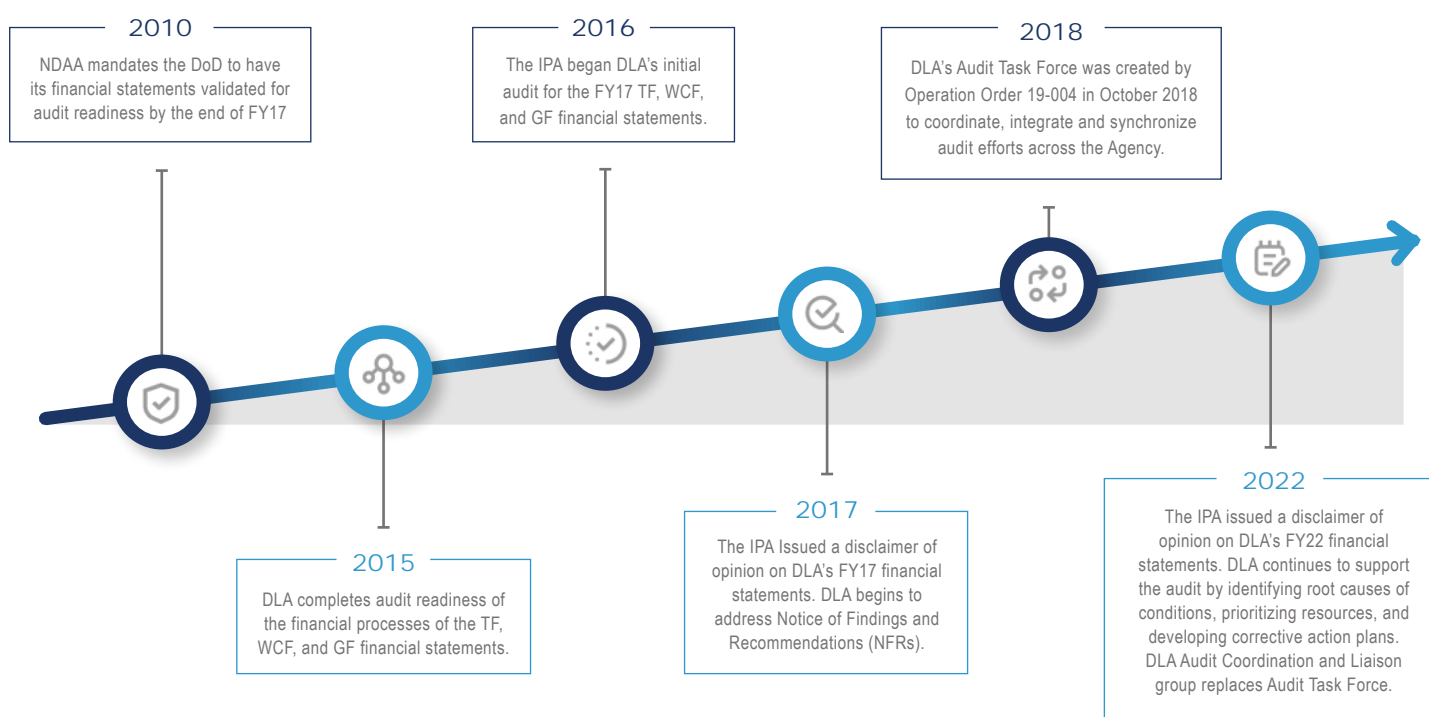 2010
NDAA mandates the DoD to have
its financial statements validated for
audit readiness by the end of FY17
2016
The IPA began DLA's initial
audit for the FY17 TF, WCF,
and GF financial statements.
2018
DLA's Audit Task Force was created by
Operation Order 19-004 in October 2018
to coordinate, integrate and synchronize
audit efforts across the Agency.
2015
DLA completes audit readiness of
the financial processes of the TF,
WCF, and GF financial statements.
2017
The IPA Issued a disclaimer of
opinion on DLA's FY17 financial
statements. DLA begins to
address Notice of Findings and
Recommendations (NFRs).
2022
The IPA issued a disclaimer of
opinion on DLA's FY22 financial
statements. DLA continues to support
the audit by identifying root causes of
conditions, prioritizing resources, and
developing corrective action plans.
DLA Audit Coordination and Liaison
group replaces Audit Task Force.